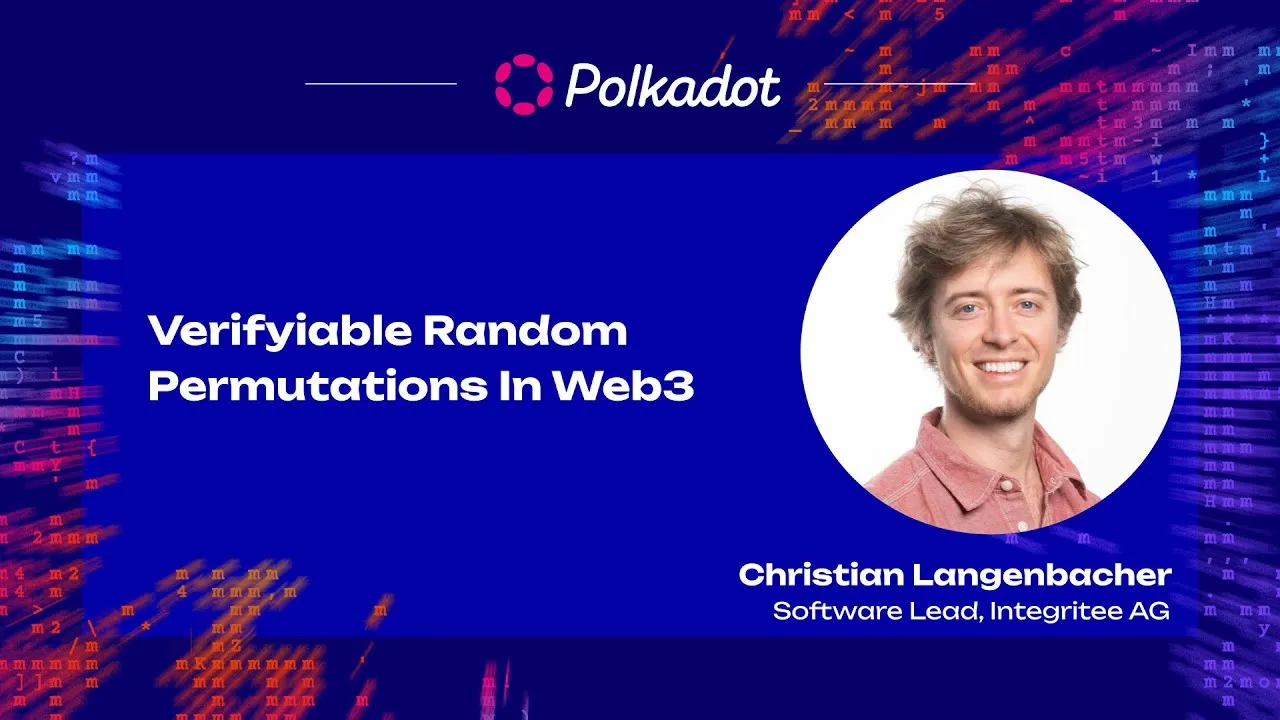 Polkadot
Verifyiable Random
Permutations In Web3
Christian Langenbacher
Software Lead, Integritee AG